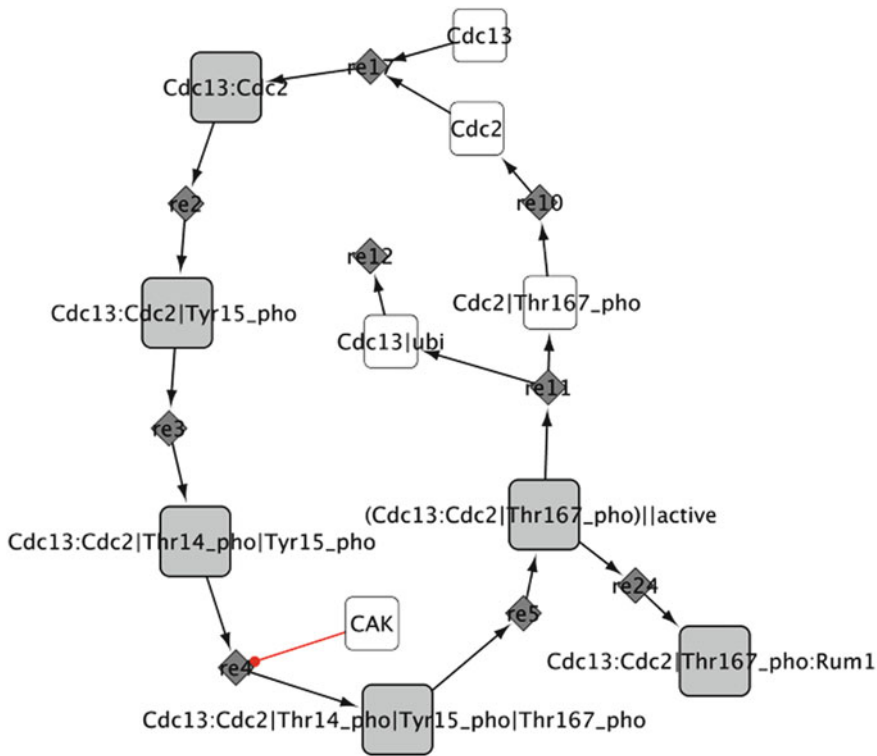 Cdc13
re17
Cdc13:Cdc2
Cdc2
re2
re10
re12
Cdc13:Cdc2|Tyr15_pho
Cdc2|Thr167_pho
Cdc13|ubi
re11
re3
(Cdc13:Cdc2|Thr167_pho)||active
Cdc13:Cdc2|Thr14_pho|Tyr15_pho
re24
re5
CAK
re4
Cdc13:Cdc2|Thr167_pho:Rum1
Cdc13:Cdc2|Thr14_pho|Tyr15_pho|Thr167_pho